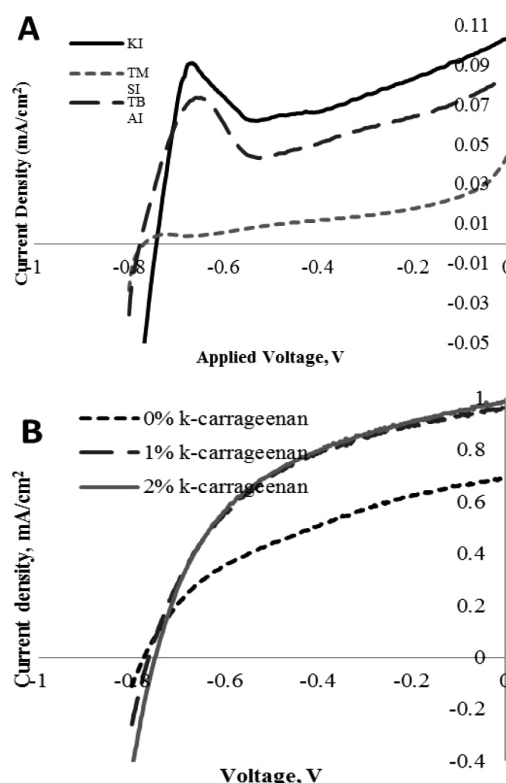 A
KI
TM
SI
TB
AI
0.11
0.09
0.07
0.05
0.03
0.01
-0.01
-0.03
-0.05
-1
-0.8
-0.6
-0.4
-0.2
0
Current Density (mA/cm²)
Applied Voltage, V
B
0% k-carrageenan
1% k-carrageenan
2% k-carrageenan
1
0.8
0.6
0.4
0.2
0
-0.2
-0.4
-1
-0.8
-0.6
-0.4
-0.2
Current density, mA/cm²
Voltage, V